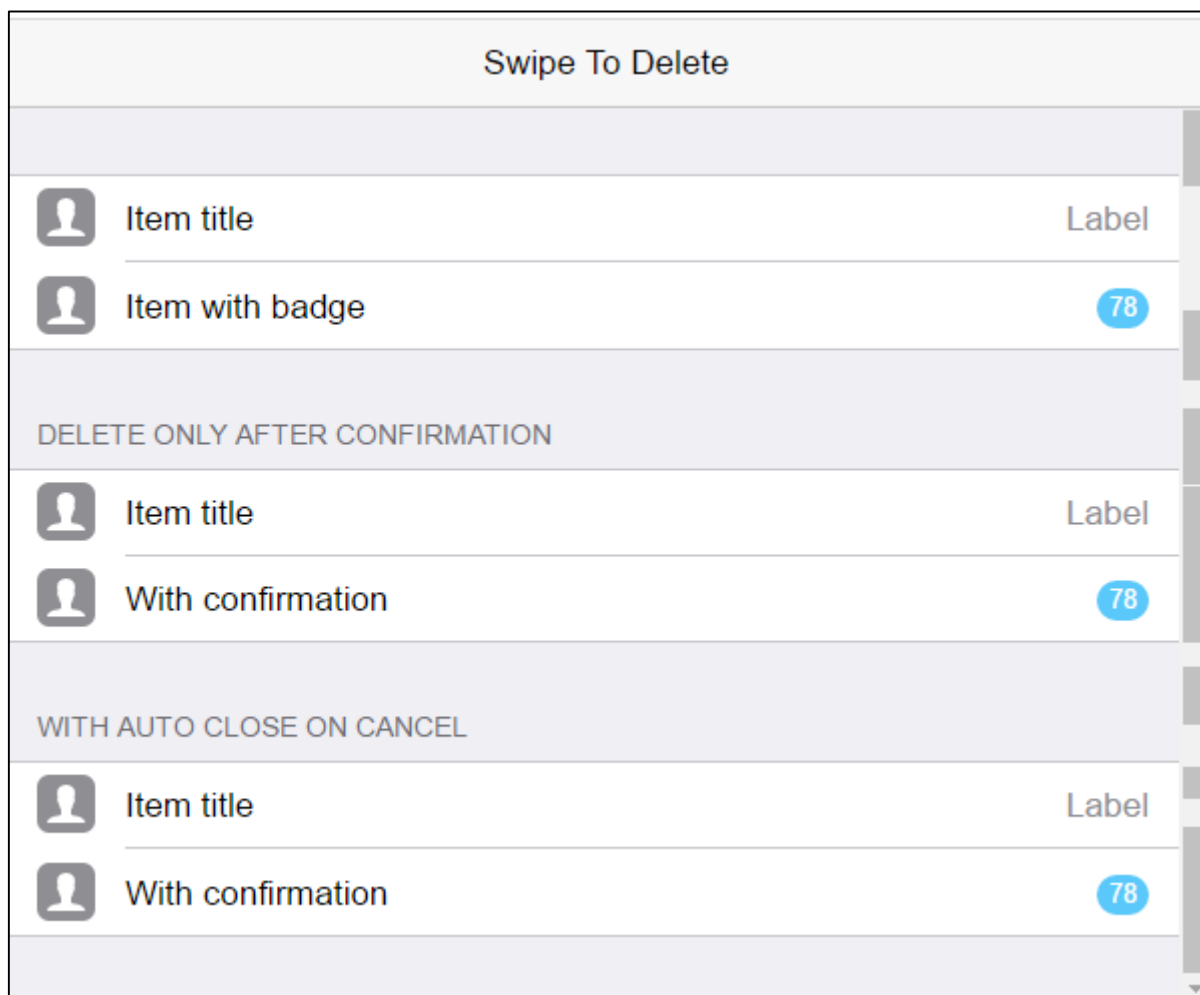 Swipe To Delete
Item title Label
Item with badge 78
DELETE ONLY AFTER CONFIRMATION
Item title Label
With confirmation 78
WITH AUTO CLOSE ON CANCEL
Item title Label
With confirmation 78